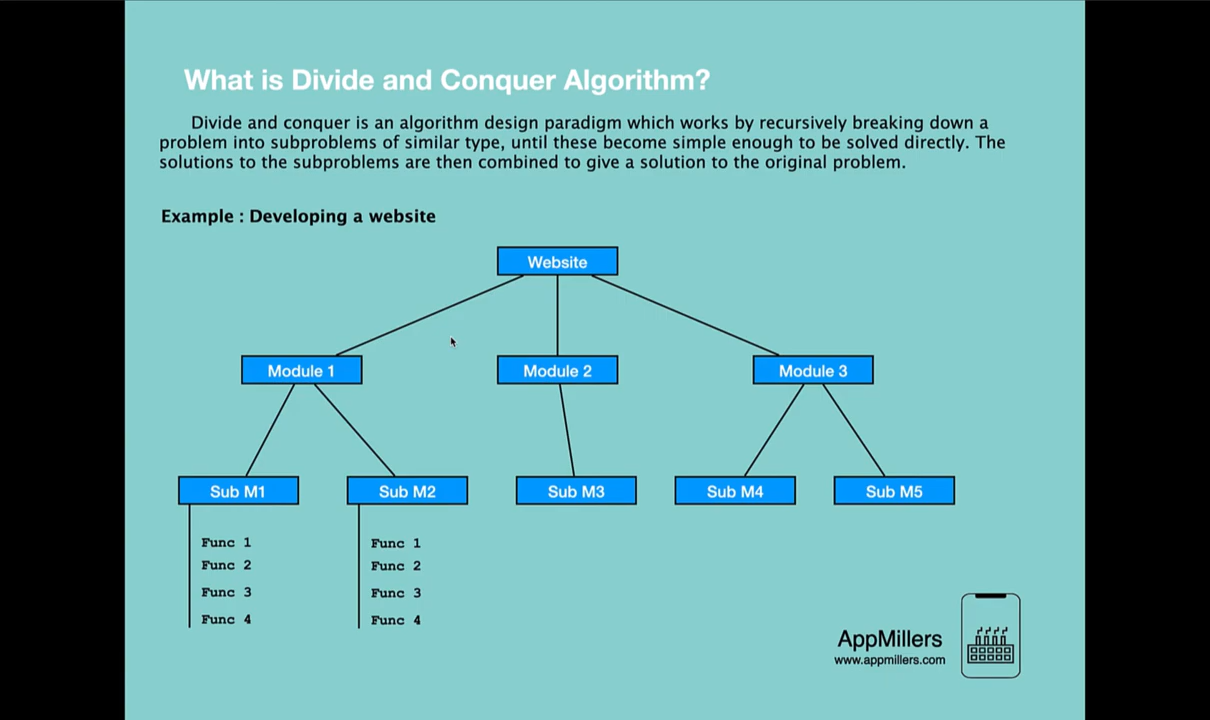 What is Divide and Conquer Algorithm?
Divide and conquer is an algorithm design paradigm which works by recursively breaking down a
problem into subproblems of similar type, until these become simple enough to be solved directly. The
solutions to the subproblems are then combined to give a solution to the original problem.
Example : Developing a website
Website
Module 1
Module 2
Module 3
Sub M1
Sub M2
Sub M3
Sub M4
Sub M5
Func 1
Func 2
Func 3
Func 4
Func 1
Func 2
Func 3
Func 4
AppMillers
www.appmillers.com